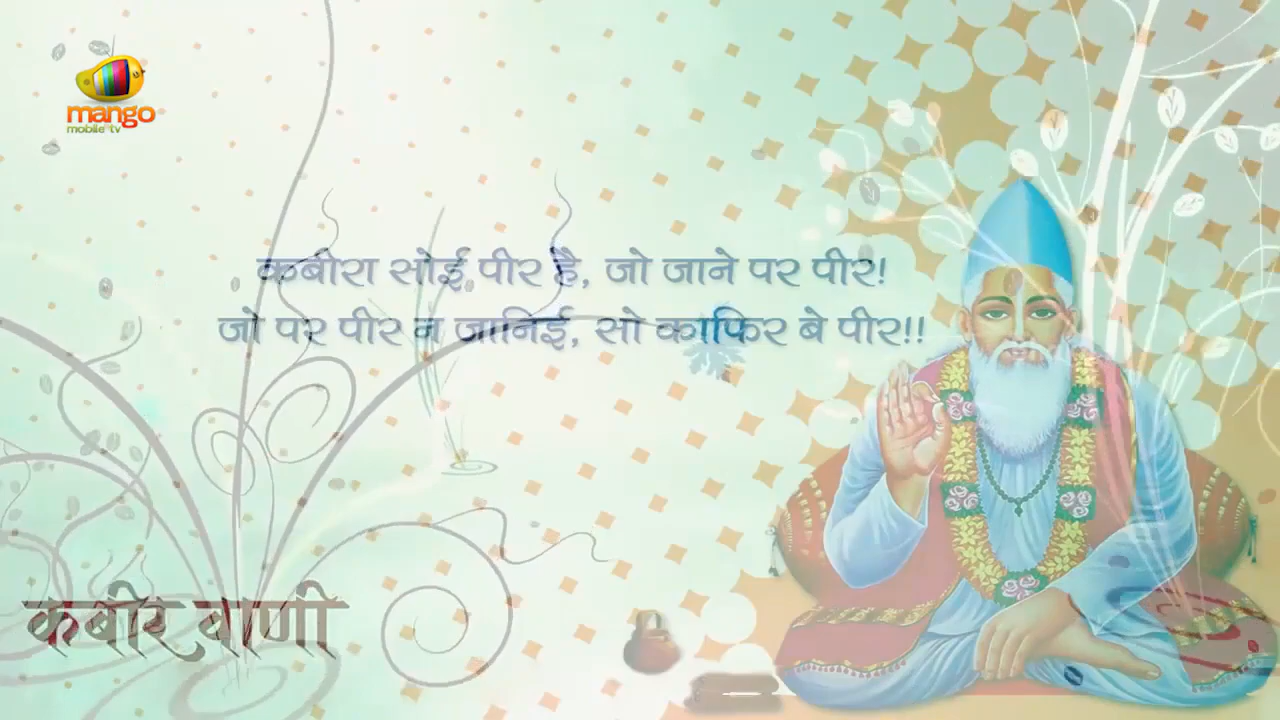 mango
mobile tv
कबीरा सोई पीर है, जो जाने पर पीर!
जो पर पीर न जानिई, सो काफिर बे पीर!!
कबीर वाणी